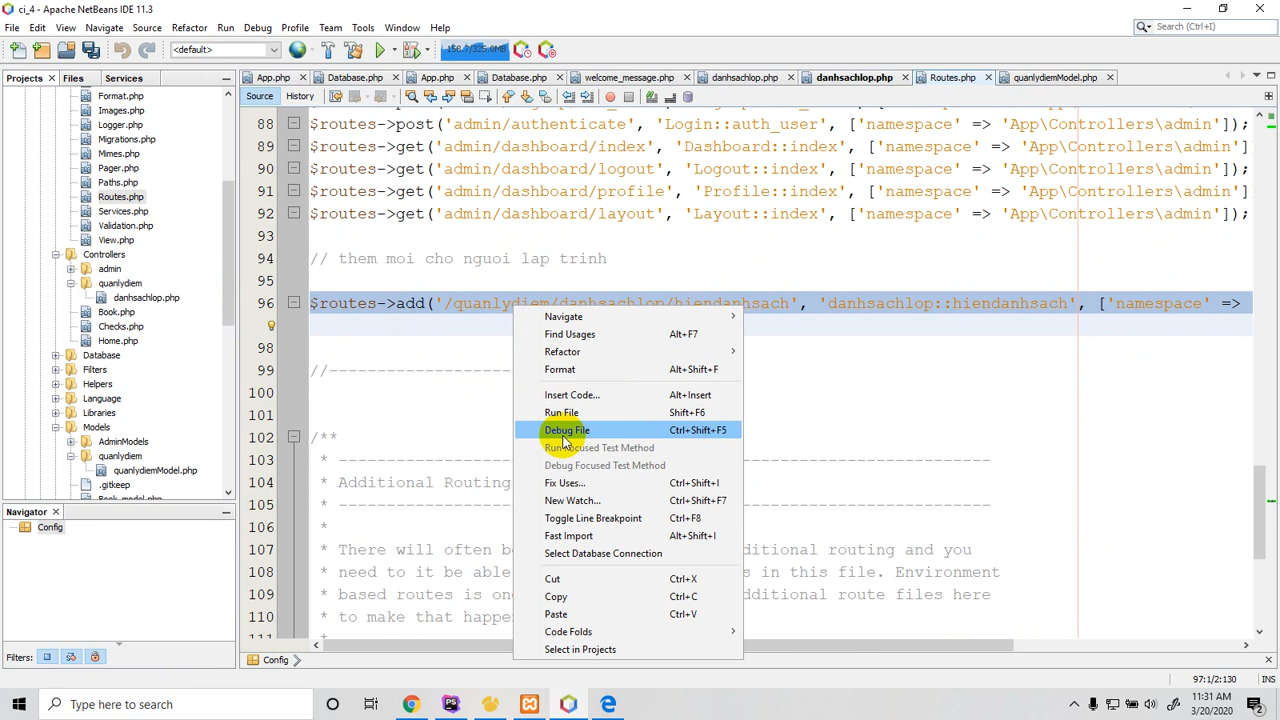 ci_4 - Apache NetBeans IDE 11.3
File Edit View Navigate Source Refactor Run Debug Profile Team Tools Window Help
Search (Ctrl+I)
<default>
158.7/325.0MB
Projects Files Services
App.php Database.php App.php Database.php welcome_message.php danhsachlop.php danhsachlop.php Routes.php quanlydiemModel.php
Source History
Format.php
Images.php
Logger.php
Migrations.php
Mimes.php
Pager.php
Paths.php
Routes.php
Services.php
Validation.php
View.php
Controllers
admin
quanlydiem
danhsachlop.php
Book.php
Checks.php
Home.php
Database
Filters
Helpers
Language
Libraries
Models
AdminModels
quanlydiem
quanlydiemModel.php
.gitkeep
Book_model.php
Navigator
Config
Filters:
88 $routes->post('admin/authenticate', 'Login::auth_user', ['namespace' => 'App\Controllers\admin']);
89 $routes->get('admin/dashboard/index', 'Dashboard::index', ['namespace' => 'App\Controllers\admin']
90 $routes->get('admin/dashboard/logout', 'Logout::index', ['namespace' => 'App\Controllers\admin']);
91 $routes->get('admin/dashboard/profile', 'Profile::index', ['namespace' => 'App\Controllers\admin']
92 $routes->get('admin/dashboard/layout', 'Layout::index', ['namespace' => 'App\Controllers\admin']);
93
94 // them moi cho nguoi lap trinh
95
96 $routes->add('/quanlydiem/danhsachlop/hiendanhsach', 'danhsachlop::hiendanhsach', ['namespace' =>
98
99 //----------------------
100
101
102 /**
103 * --------------------------------------------------------------------
104 * Additional Routing
105 * --------------------------------------------------------------------
106 *
107 * There will often be ditional routing and you
108 * need to it be able s in this file. Environment
109 * based routes is one dditional route files here
110 * to make that happen
111 *
Navigate
Find Usages Alt+F7
Refactor
Format Alt+Shift+F
Insert Code... Alt+Insert
Run File Shift+F6
Debug File Ctrl+Shift+F5
Run Focused Test Method
Debug Focused Test Method
Fix Uses... Ctrl+Shift+I
New Watch... Ctrl+Shift+F7
Toggle Line Breakpoint Ctrl+F8
Fast Import Alt+Shift+I
Select Database Connection
Cut Ctrl+X
Copy Ctrl+C
Paste Ctrl+V
Code Folds
Select in Projects
Config
97:1/2:130 INS
Type here to search
11:31 AM
3/20/2020
2